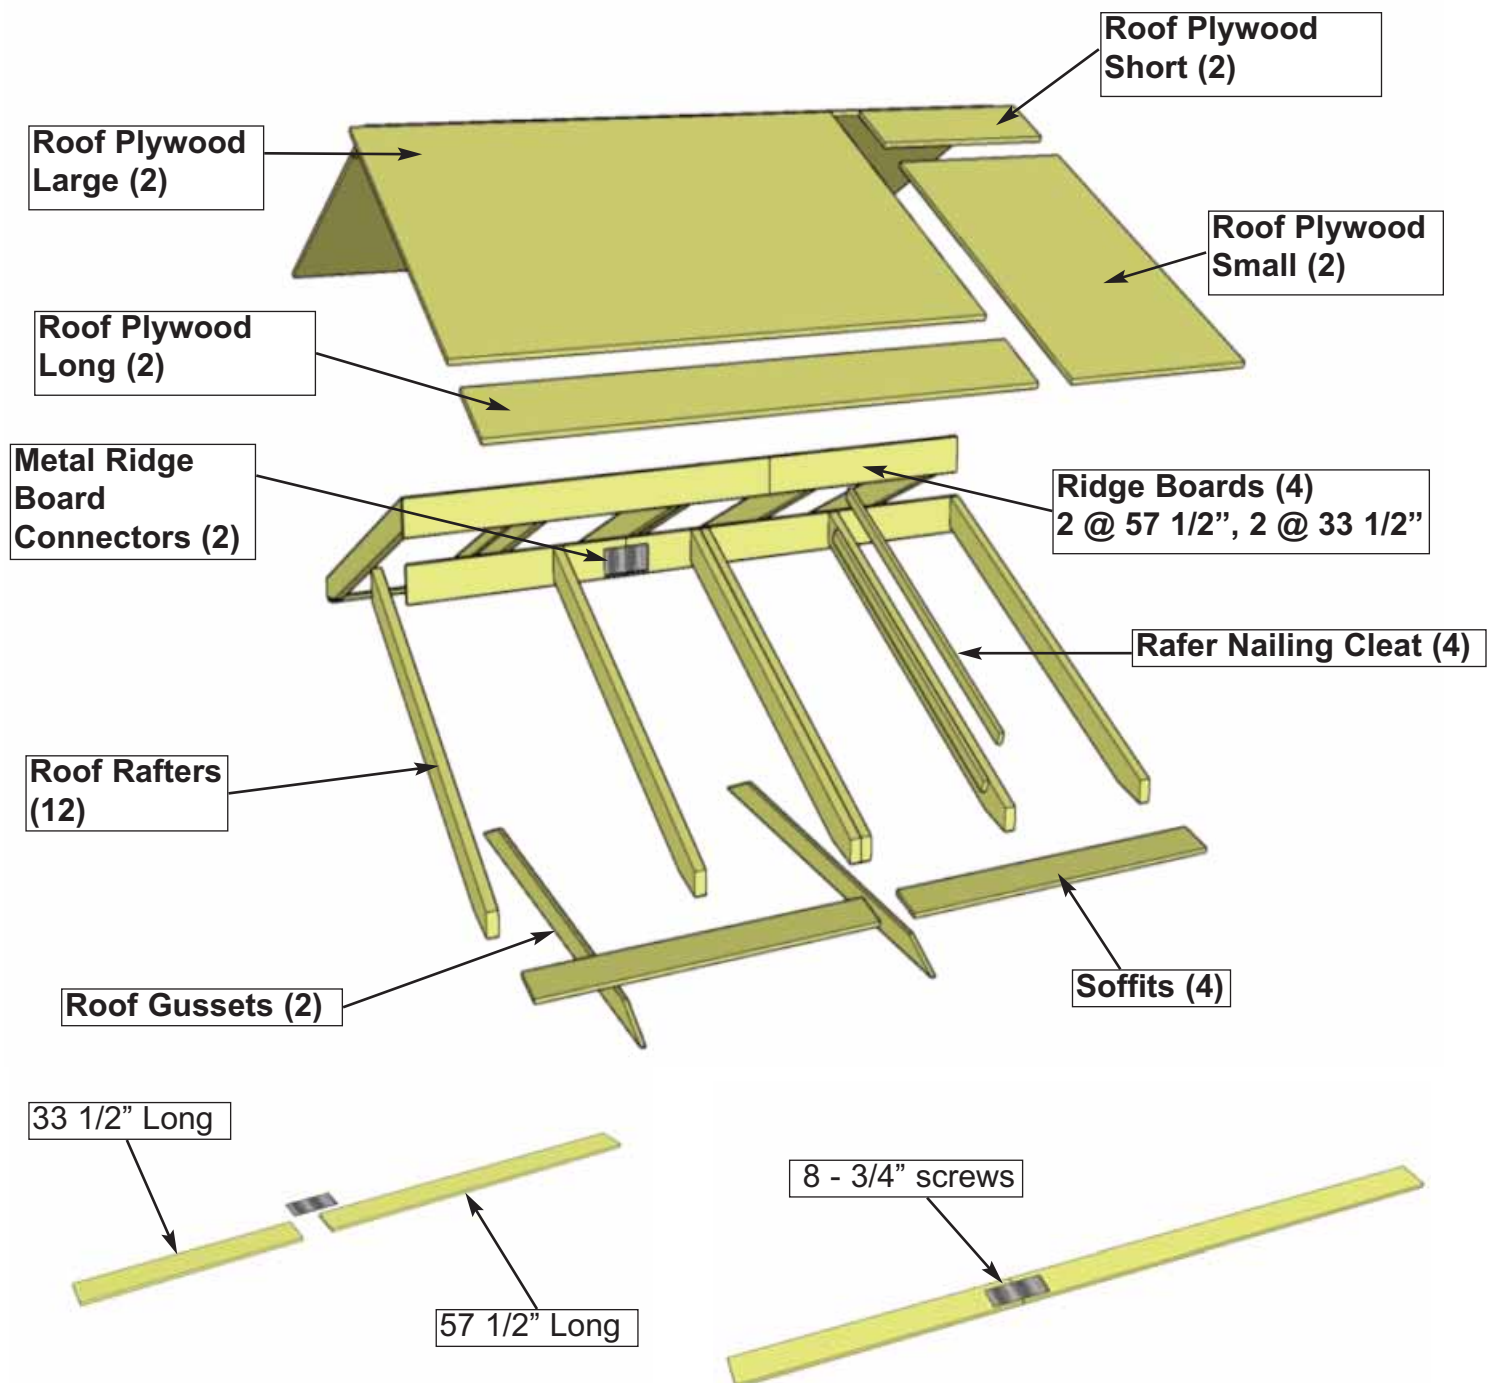 Roof Plywood
Short (2)
Roof Plywood
Large (2)
Roof Plywood
Small (2)
Roof Plywood
Long (2)
Metal Ridge
Board
Connectors (2)
Ridge Boards (4)
2 @ 57 1/2”, 2 @ 33 1/2”
Rafer Nailing Cleat (4)
Roof Rafters
(12)
Roof Gussets (2)
Soffits (4)
33 1/2” Long
57 1/2” Long
8 - 3/4” screws